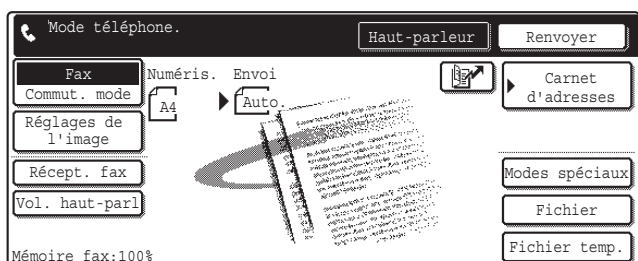 Mode téléphone.
Haut-parleur
Renvoyer
Fax
Commut. mode
Numéris.
Envoi
A4
Auto.
Carnet
d'adresses
Réglages de
l'image
Récept. fax
Modes spéciaux
Vol. haut-parl
Fichier
Fichier temp.
Mémoire fax:100%